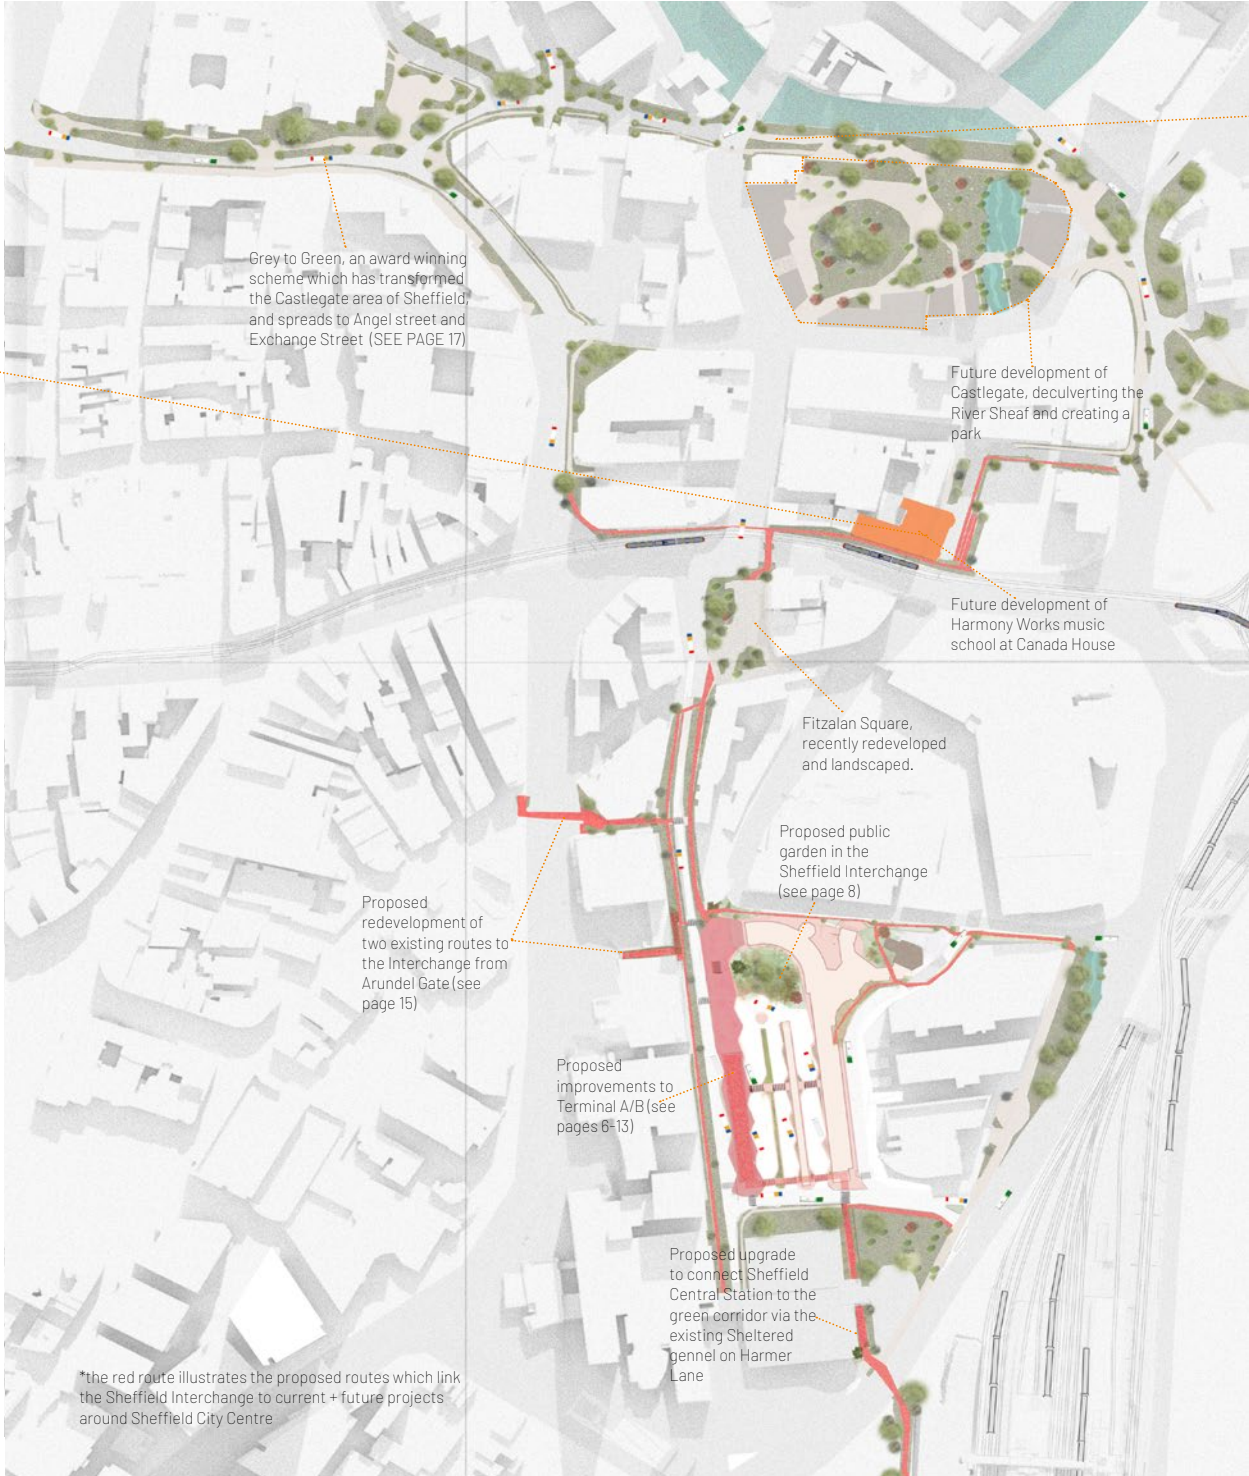 Grey to Green, an award winning
scheme which has transformed
the Castlegate area of Sheffield,
and spreads to Angel street and
Exchange Street (SEE PAGE 17)
Future development of
Castlegate, deculverting the
River Sheaf and creating a
park
Future development of
Harmony Works music
school at Canada House
Fitzalan Square,
recently redeveloped
and landscaped.
Proposed public
garden in the
Sheffield Interchange
(see page 8)
Proposed
redevelopment of
two existing routes to
the Interchange from
Arundel Gate (see
page 15)
Proposed
improvements to
Terminal A/B (see
pages 6-13)
Proposed upgrade
to connect Sheffield
Central Station to the
green corridor via the
existing Sheltered
gennel on Harmer
Lane
*the red route illustrates the proposed routes which link
the Sheffield Interchange to current + future projects
around Sheffield City Centre